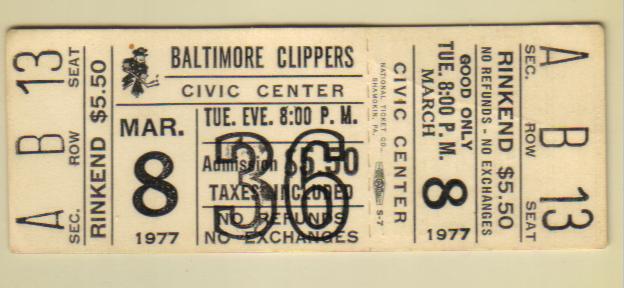 SEAT 13
ROW B
SEC. A
RINKEND $5.50
BALTIMORE CLIPPERS
CIVIC CENTER
MAR.
8
1977
TUE. EVE. 8:00 P. M.
Admission $5.50
TAXES INCLUDED
NO REFUNDS
NO EXCHANGES
36
NATIONAL TICKET CO.,
SHAMOKIN, PA.
S-7
CIVIC CENTER
MARCH
TUE. 8:00 P. M.
GOOD ONLY
8
1977
NO REFUNDS - NO EXCHANGES
RINKEND $5.50
SEC. A
ROW B
SEAT 13